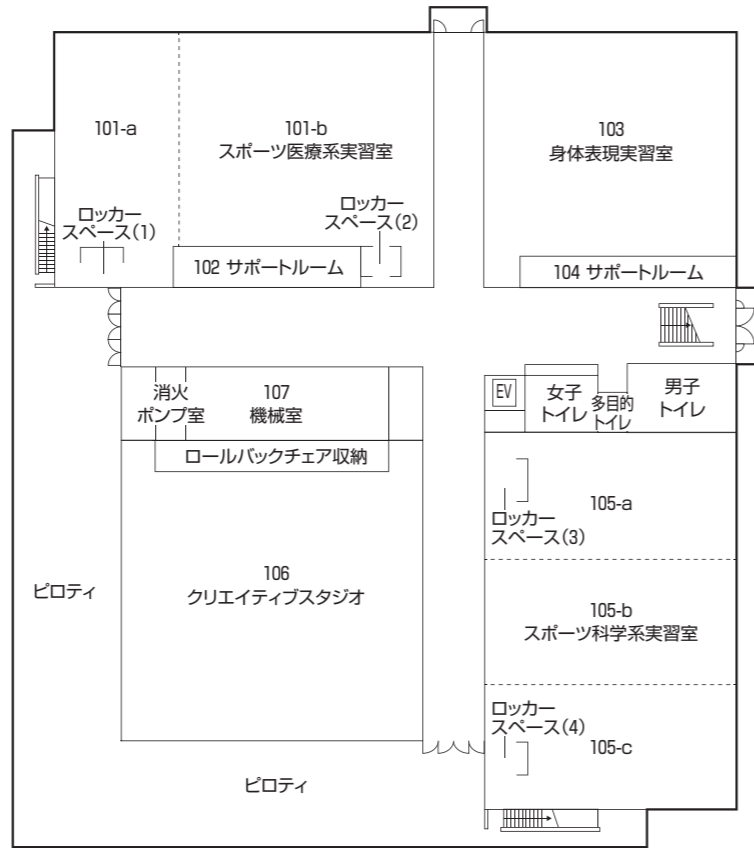 101-a
101-b
スポーツ医療系実習室
103
身体表現実習室
ロッカー
スペース(1)
ロッカー
スペース(2)
102 サポートルーム
104 サポートルーム
消火
ポンプ室
107
機械室
EV
女子
トイレ
多目的
トイレ
男子
トイレ
ロールバックチェア収納
ロッカー
スペース(3)
105-a
106
クリエイティブスタジオ
ピロティ
105-b
スポーツ科学系実習室
ロッカー
スペース(4)
105-c
ピロティ